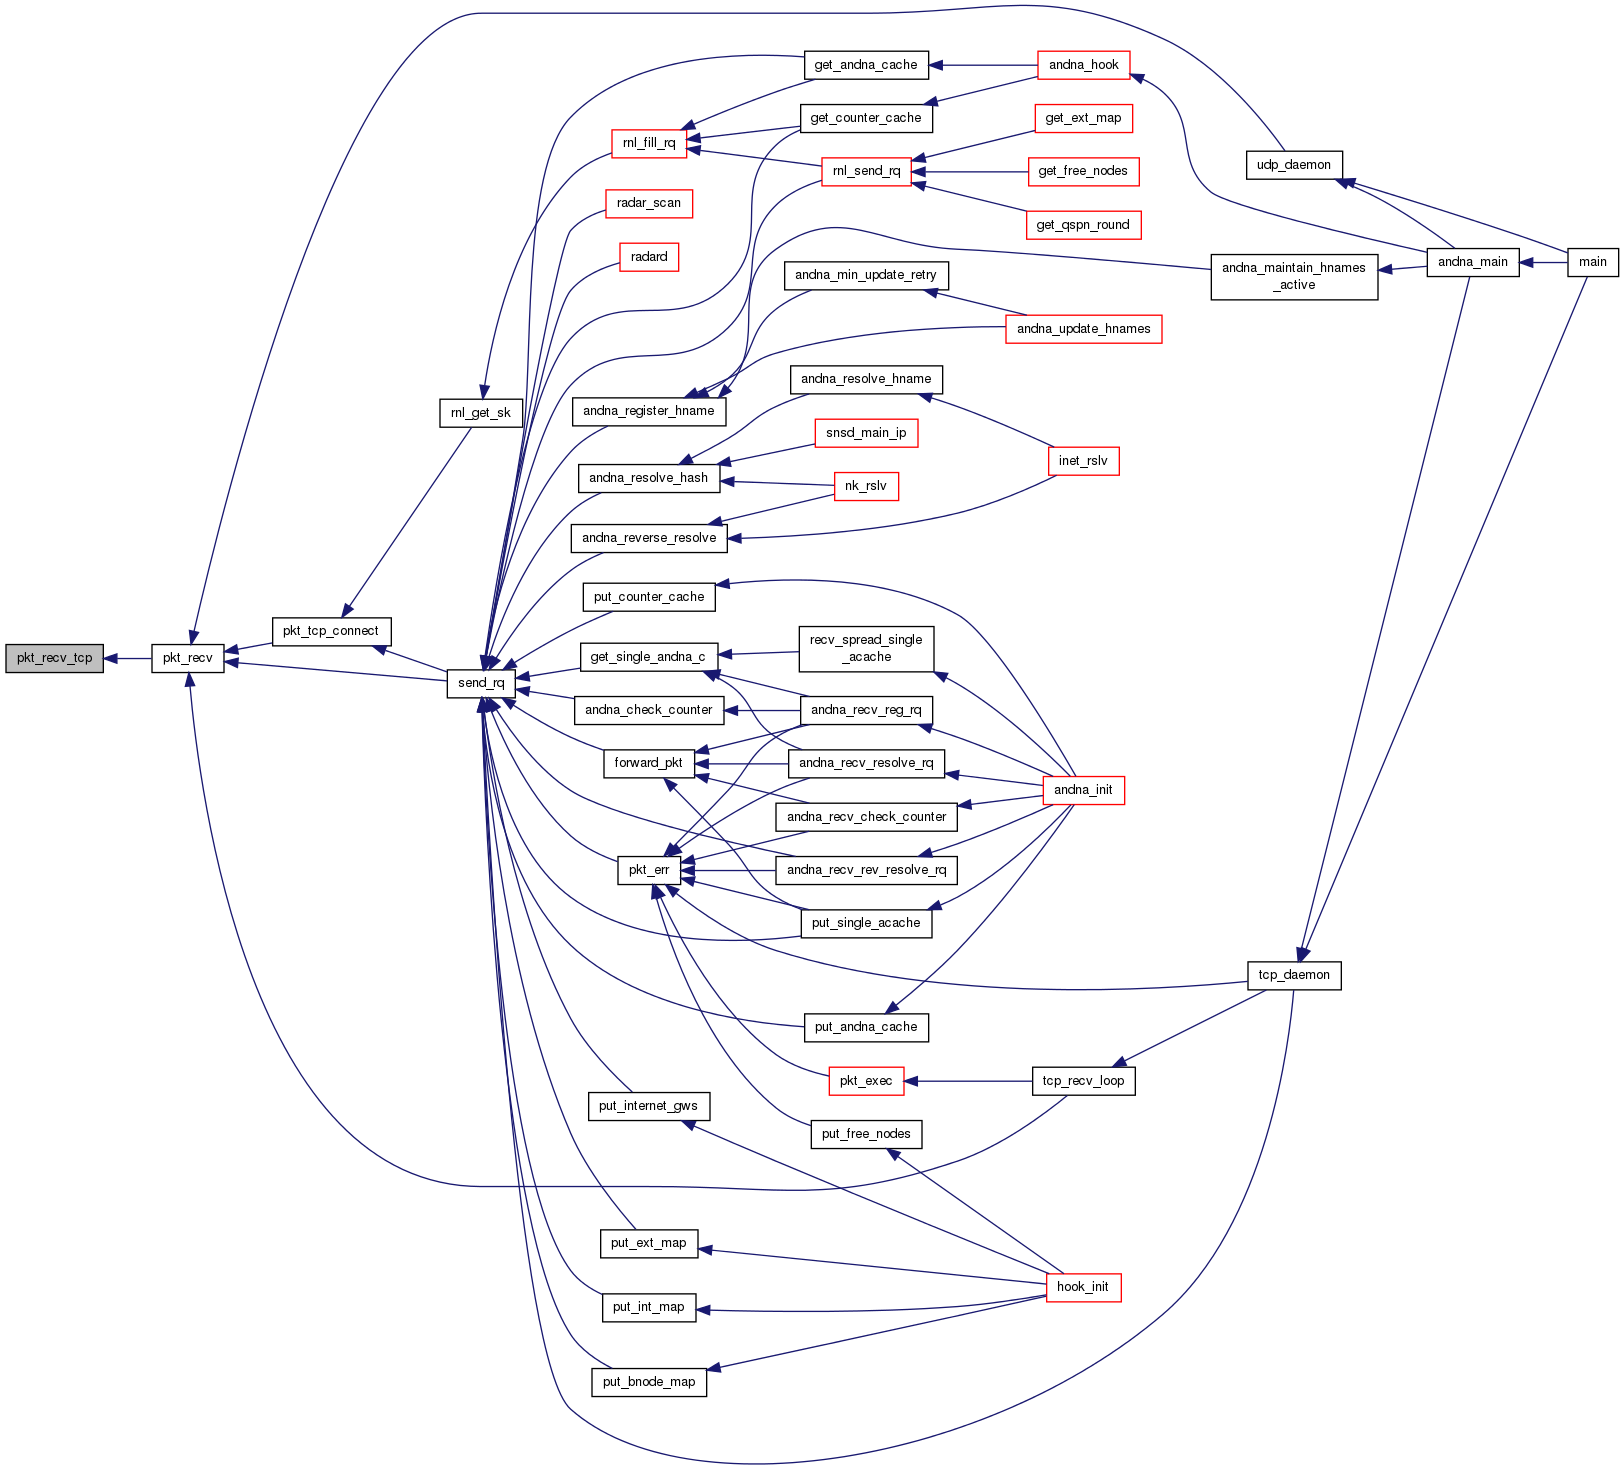 get_andna_cache
andna_hook
get_counter_cache
get_ext_map
rnl_fill_rq
udp_daemon
rnl_send_rq
get_free_nodes
radar_scan
get_qspn_round
radard
andna_main
main
andna_min_update_retry
andna_maintain_hnames
_active
andna_update_hnames
andna_resolve_hname
rnl_get_sk
andna_register_hname
snsd_main_ip
inet_rslv
andna_resolve_hash
nk_rslv
andna_reverse_resolve
put_counter_cache
pkt_tcp_connect
recv_spread_single
_acache
pkt_recv_tcp
pkt_recv
get_single_andna_c
send_rq
andna_check_counter
andna_recv_reg_rq
forward_pkt
andna_recv_resolve_rq
andna_init
andna_recv_check_counter
pkt_err
andna_recv_rev_resolve_rq
put_single_acache
tcp_daemon
put_andna_cache
pkt_exec
tcp_recv_loop
put_internet_gws
put_free_nodes
put_ext_map
hook_init
put_int_map
put_bnode_map